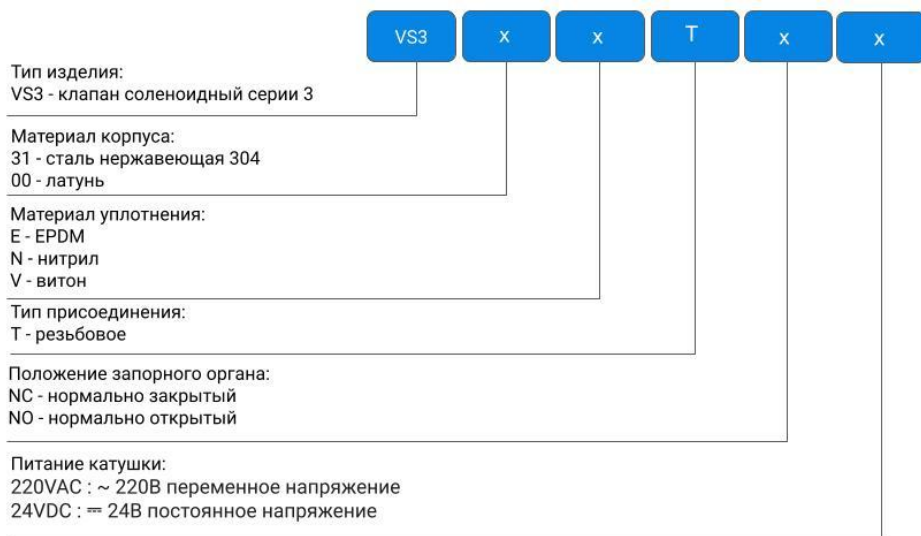 VS3 x x T x x
Тип изделия:
VS3 - клапан соленоидный серии 3
Материал корпуса:
31 - сталь нержавеющая 304
00 - латунь
Материал уплотнения:
E - EPDM
N - нитрил
V - витон
Тип присоединения:
T - резьбовое
Положение запорного органа:
NC - нормально закрытый
NO - нормально открытый
Питание катушки:
220VAC : ~ 220В переменное напряжение
24VDC : ⎓ 24В постоянное напряжение